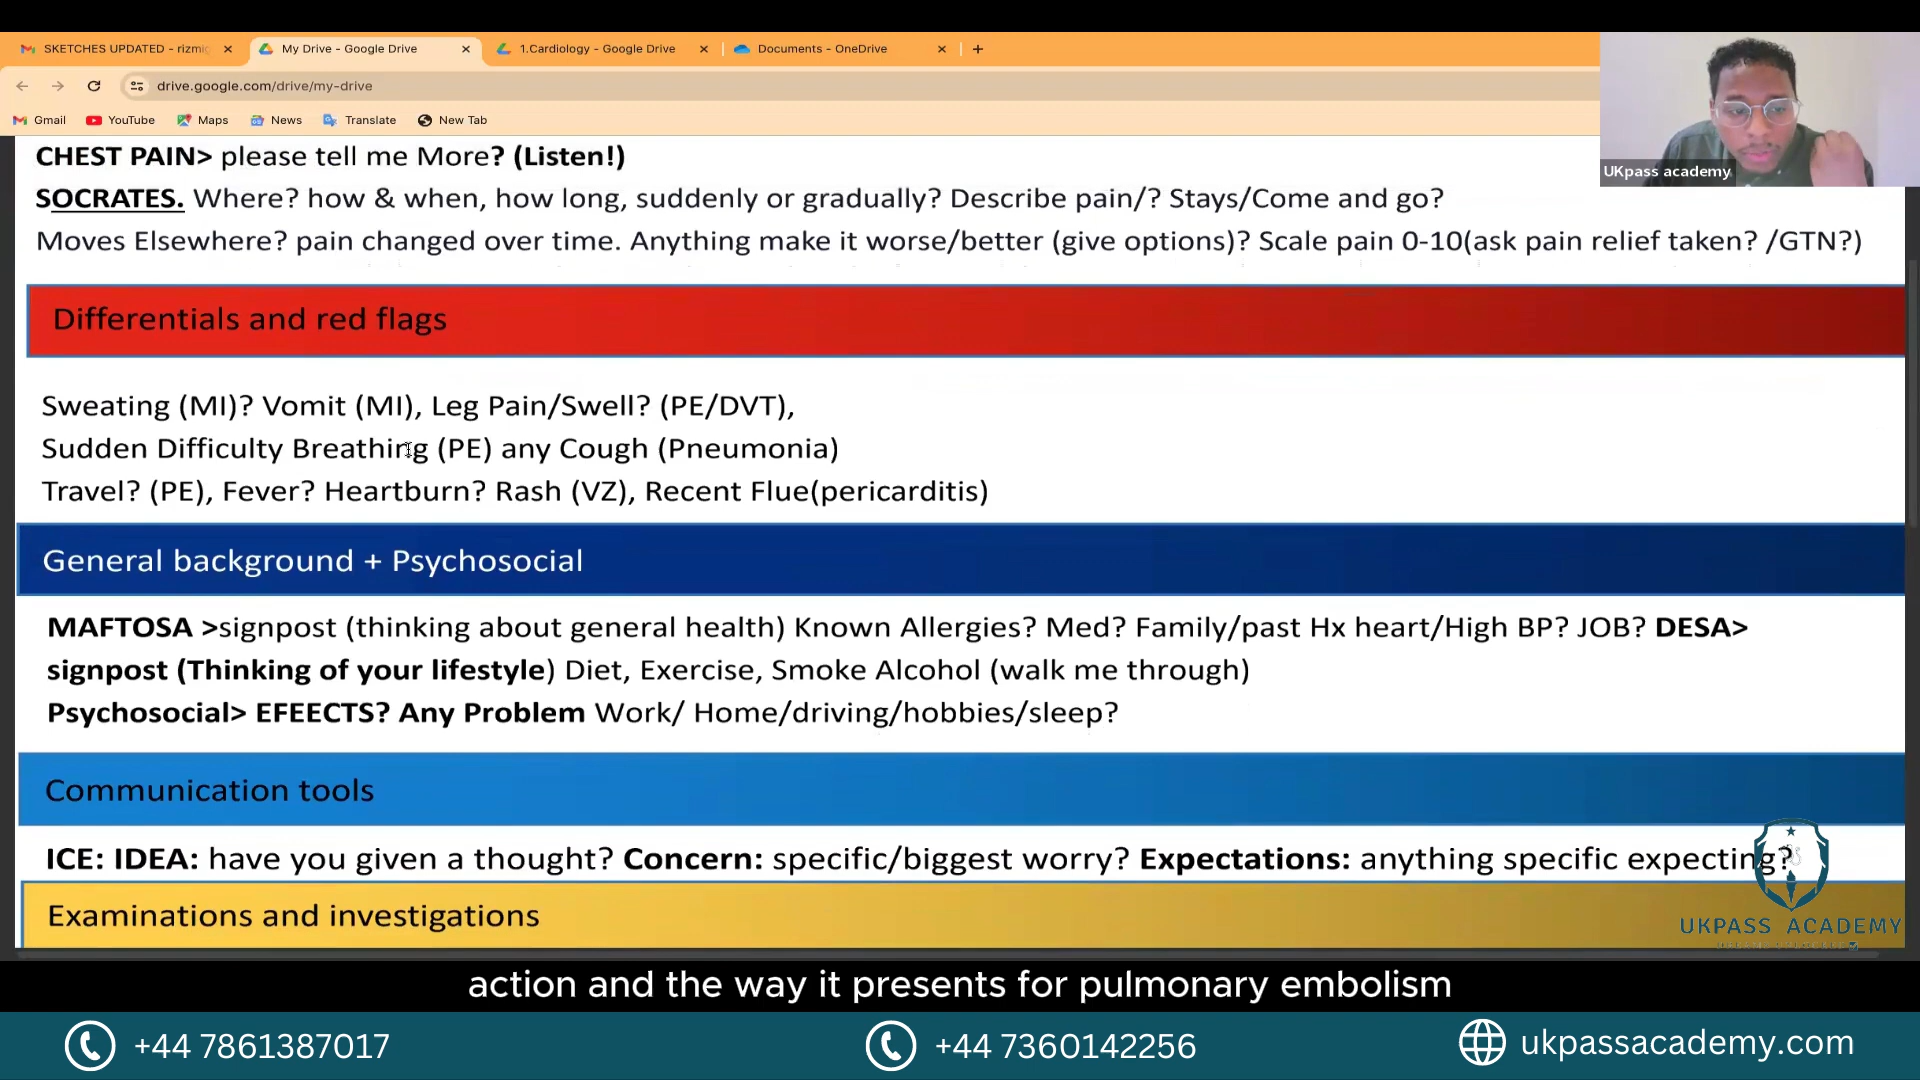 SKETCHES UPDATED - rizmig
My Drive - Google Drive
1.Cardiology - Google Drive
Documents - OneDrive
drive.google.com/drive/my-drive
Gmail
YouTube
Maps
News
Translate
New Tab
UKpass academy
CHEST PAIN> please tell me More? (Listen!)
SOCRATES. Where? how & when, how long, suddenly or gradually? Describe pain/? Stays/Come and go?
Moves Elsewhere? pain changed over time. Anything make it worse/better (give options)? Scale pain 0-10(ask pain relief taken? /GTN?)
Differentials and red flags
Sweating (MI)? Vomit (MI), Leg Pain/Swell? (PE/DVT),
Sudden Difficulty Breathing (PE) any Cough (Pneumonia)
Travel? (PE), Fever? Heartburn? Rash (VZ), Recent Flue(pericarditis)
General background + Psychosocial
MAFTOSA >signpost (thinking about general health) Known Allergies? Med? Family/past Hx heart/High BP? JOB? DESA>
signpost (Thinking of your lifestyle) Diet, Exercise, Smoke Alcohol (walk me through)
Psychosocial> EFEECTS? Any Problem Work/ Home/driving/hobbies/sleep?
Communication tools
ICE: IDEA: have you given a thought? Concern: specific/biggest worry? Expectations: anything specific expecting?
Examinations and investigations
UKPASS ACADEMY
action and the way it presents for pulmonary embolism
+44 7861387017
+44 7360142256
ukpassacademy.com